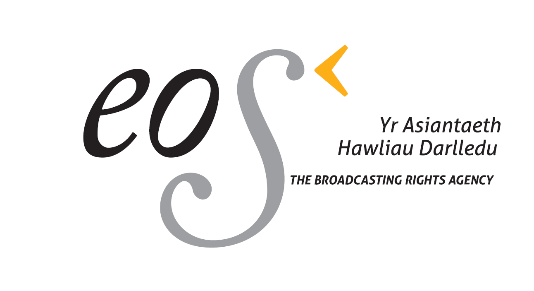 eos
Yr Asiantaeth
Hawliau Darlledu
THE BROADCASTING RIGHTS AGENCY